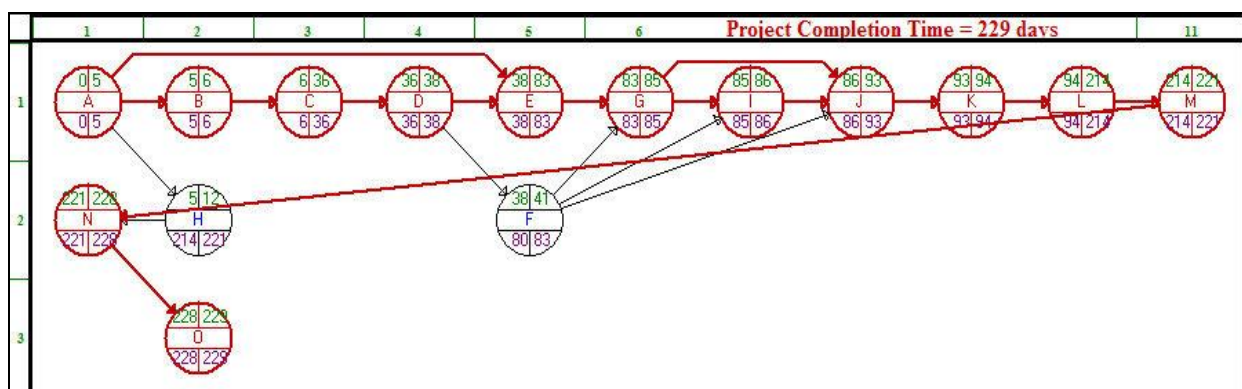 Project Completion Time = 229 days
1 2 3 4 5 6 11
0 5 5 6 6 36 36 38 38 83 83 85 85 86 86 93 93 94 94 214 214 221
1 A B C D E G I J K L M
0 5 5 6 6 36 36 38 38 83 83 85 85 86 86 93 93 94 94 214 214 221
221 228 5 12 38 41
2 N H F
221 228 214 221 80 83
228 229
3 O
228 229